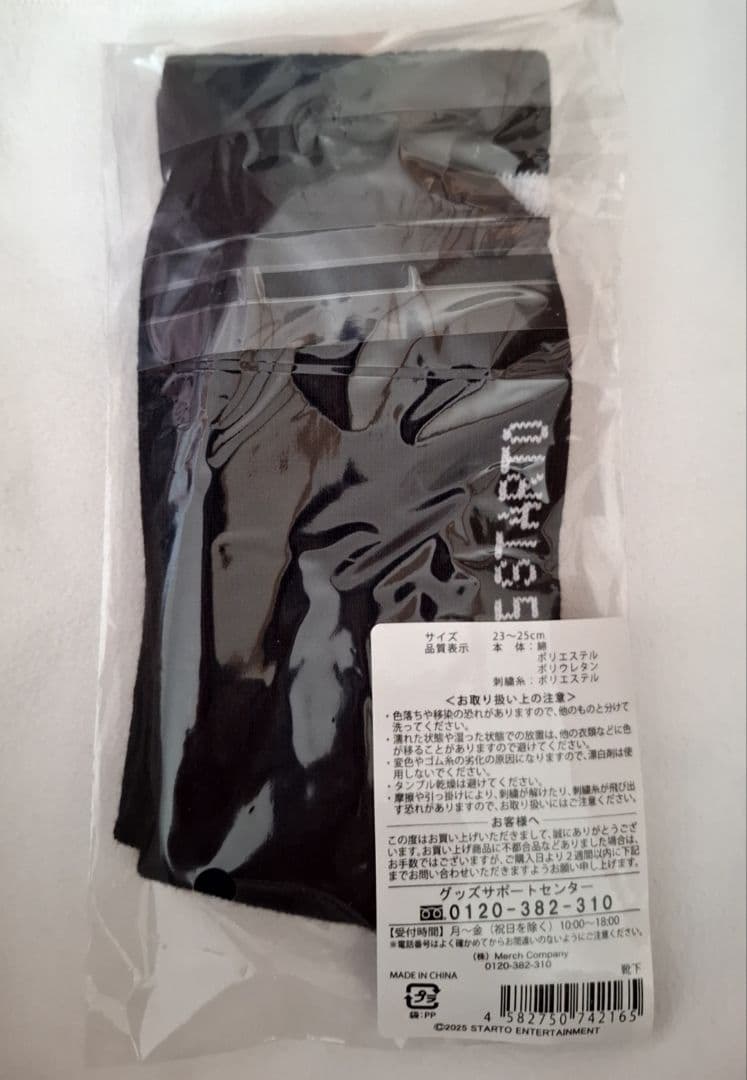 STARTO E
サイズ 23～25cm
品質表示 本 体：綿
ポリエステル
ポリウレタン
刺繍糸：ポリエステル
＜お取り扱い上の注意＞
・色落ちや移染の恐れがありますので、他のものと分けて
洗ってください。
・濡れた状態や湿った状態での放置は、他の衣類などに色
が移ることがありますので避けてください。
・変色やゴム糸の劣化の原因になりますので、漂白剤は使
用しないでください。
・タンブル乾燥は避けてください。
・摩擦や引っ掛けにより、刺繍が解けたり、刺繍糸が飛び出
す恐れがありますので、お取り扱いにはご注意ください。
お客様へ
この度はお買い上げいただきまして、誠にありがとうござ
います。お買い上げ商品に不都合品などありました場合は、
お手数ではございますが、ご購入日より2週間以内に下記
までお問い合わせいただきますようお願い申し上げます。
グッズサポートセンター
0120-382-310
【受付時間】月～金（祝日を除く）10:00～18:00
※電話番号はよく確かめてからお間違いのないようにご注意ください。
（株）Merch Company
0120-382-310
MADE IN CHINA
靴下
プラ
袋：PP
4 582750 742165
©2025 STARTO ENTERTAINMENT